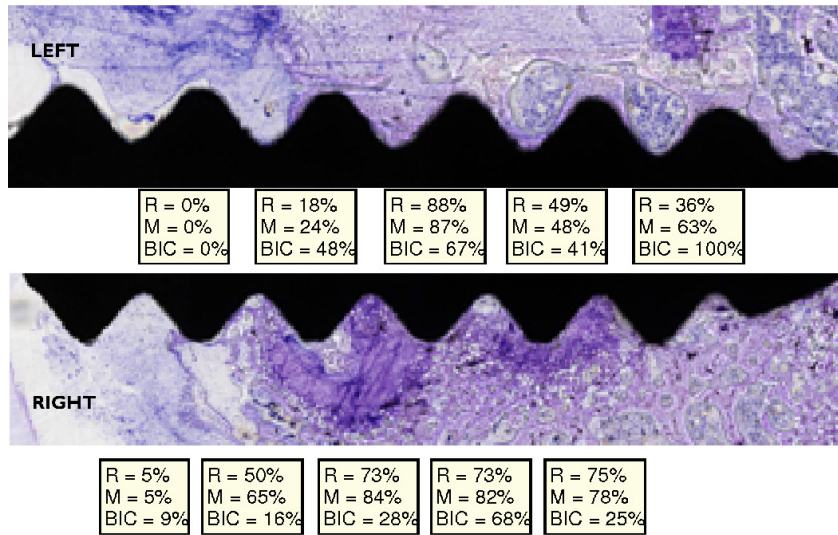 LEFT
R = 0%
M = 0%
BIC = 0%
R = 18%
M = 24%
BIC = 48%
R = 88%
M = 87%
BIC = 67%
R = 49%
M = 48%
BIC = 41%
R = 36%
M = 63%
BIC = 100%
RIGHT
R = 5%
M = 5%
BIC = 9%
R = 50%
M = 65%
BIC = 16%
R = 73%
M = 84%
BIC = 28%
R = 73%
M = 82%
BIC = 68%
R = 75%
M = 78%
BIC = 25%